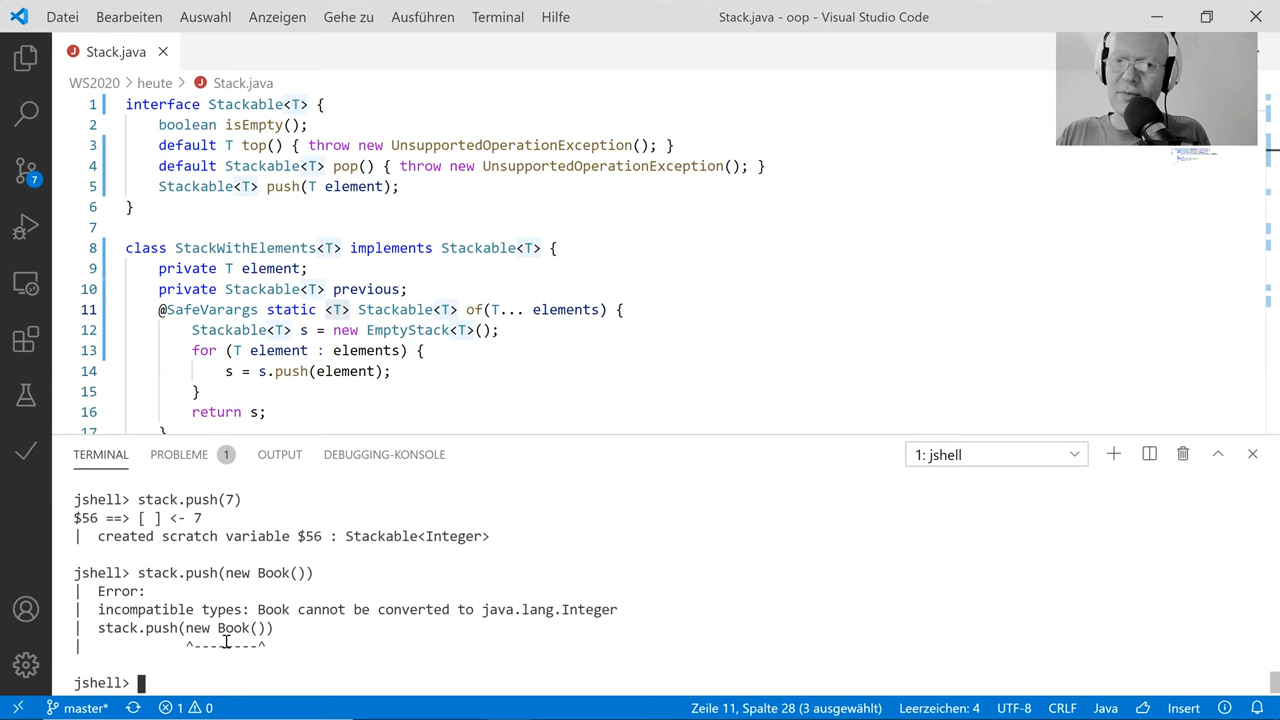 Datei Bearbeiten Auswahl Anzeigen Gehe zu Ausführen Terminal Hilfe Stack.java - oop - Visual Studio Code
Stack.java
WS2020 > heute > Stack.java
1 interface Stackable<T> {
2 boolean isEmpty();
3 default T top() { throw new UnsupportedOperationException(); }
4 default Stackable<T> pop() { throw new UnsupportedOperationException(); }
5 Stackable<T> push(T element);
6 }
7
8 class StackWithElements<T> implements Stackable<T> {
9 private T element;
10 private Stackable<T> previous;
11 @SafeVarargs static <T> Stackable<T> of(T... elements) {
12 Stackable<T> s = new EmptyStack<T>();
13 for (T element : elements) {
14 s = s.push(element);
15 }
16 return s;
17 }
TERMINAL PROBLEME 1 OUTPUT DEBUGGING-KONSOLE 1: jshell
jshell> stack.push(7)
$56 ==> [ ] <- 7
| created scratch variable $56 : Stackable<Integer>
jshell> stack.push(new Book())
| Error:
| incompatible types: Book cannot be converted to java.lang.Integer
| stack.push(new Book())
| ^--------^
jshell>
7
master* 1 0 Zeile 11, Spalte 28 (3 ausgewählt) Leerzeichen: 4 UTF-8 CRLF Java Insert